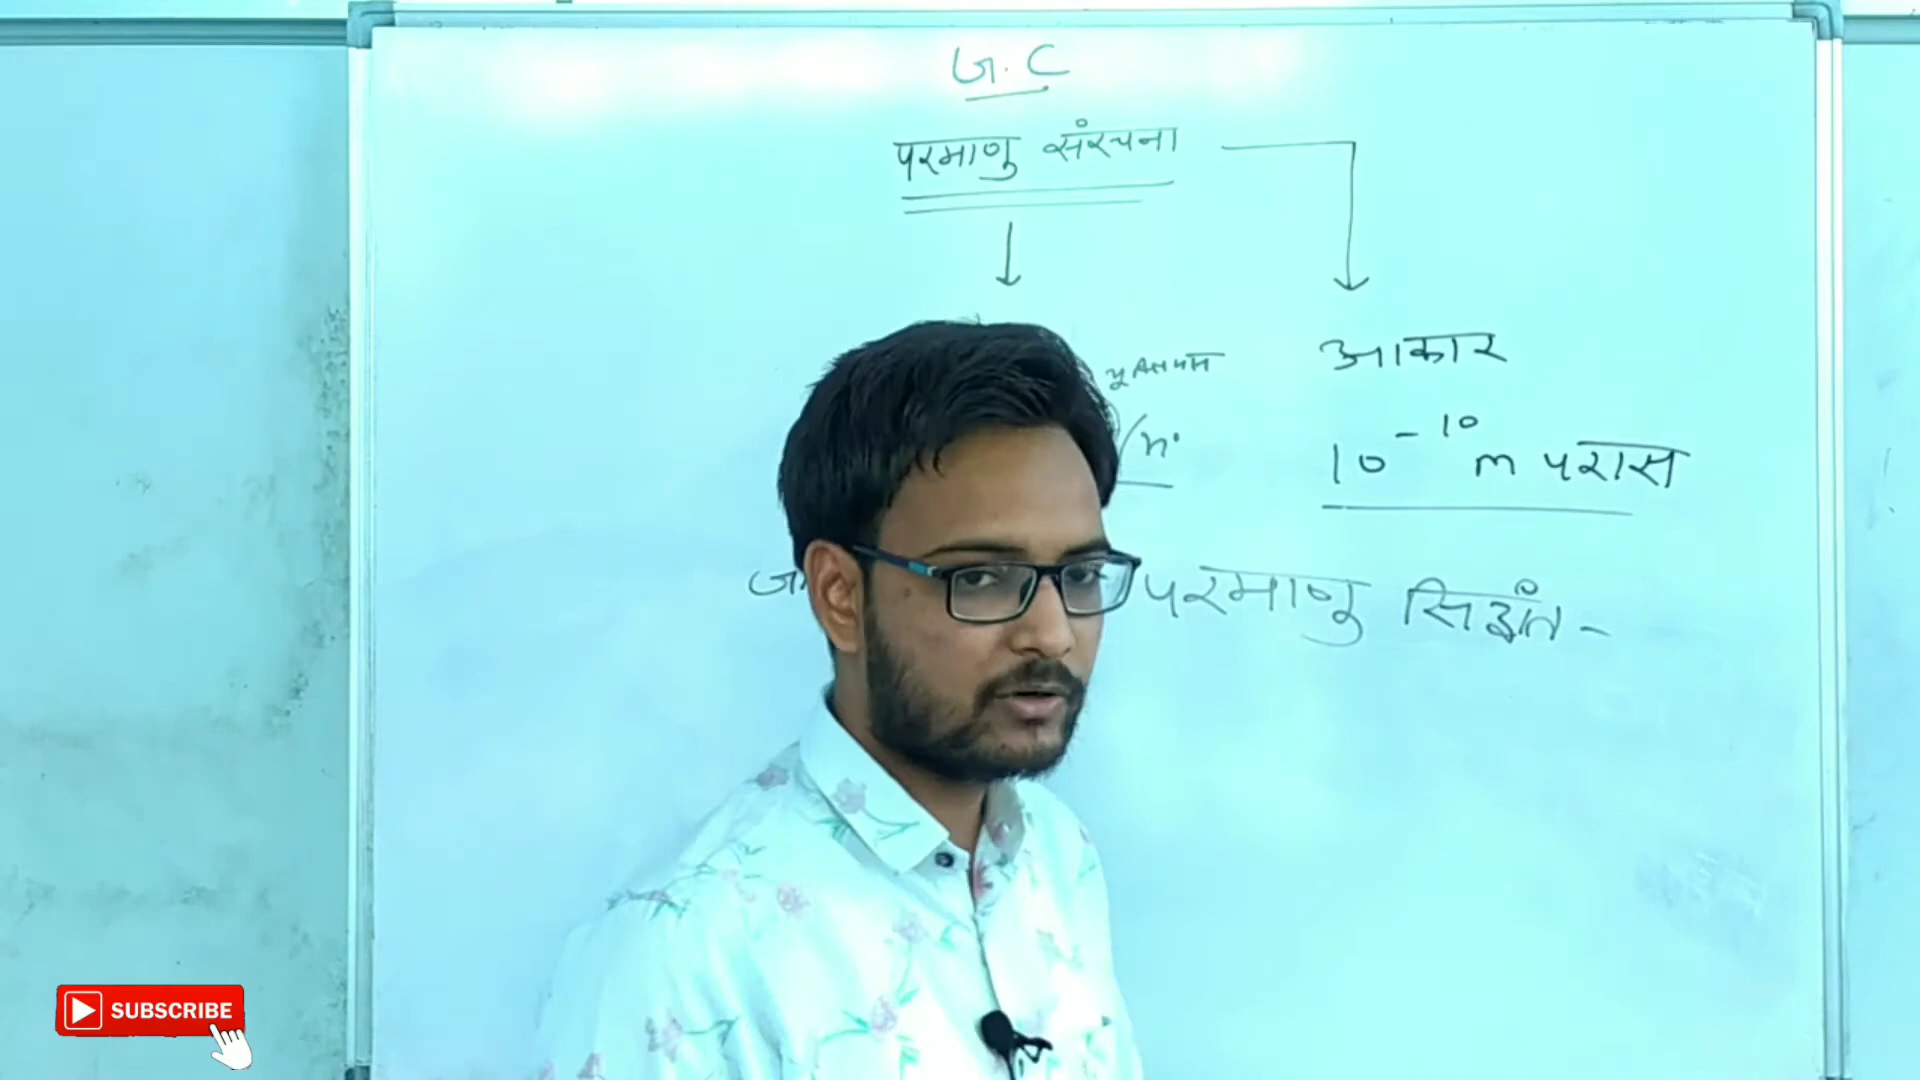 G.C
परमाणु संरचना
आकार
(n°
10⁻¹⁰ m परास
परमाणु सिद्धांत -
SUBSCRIBE